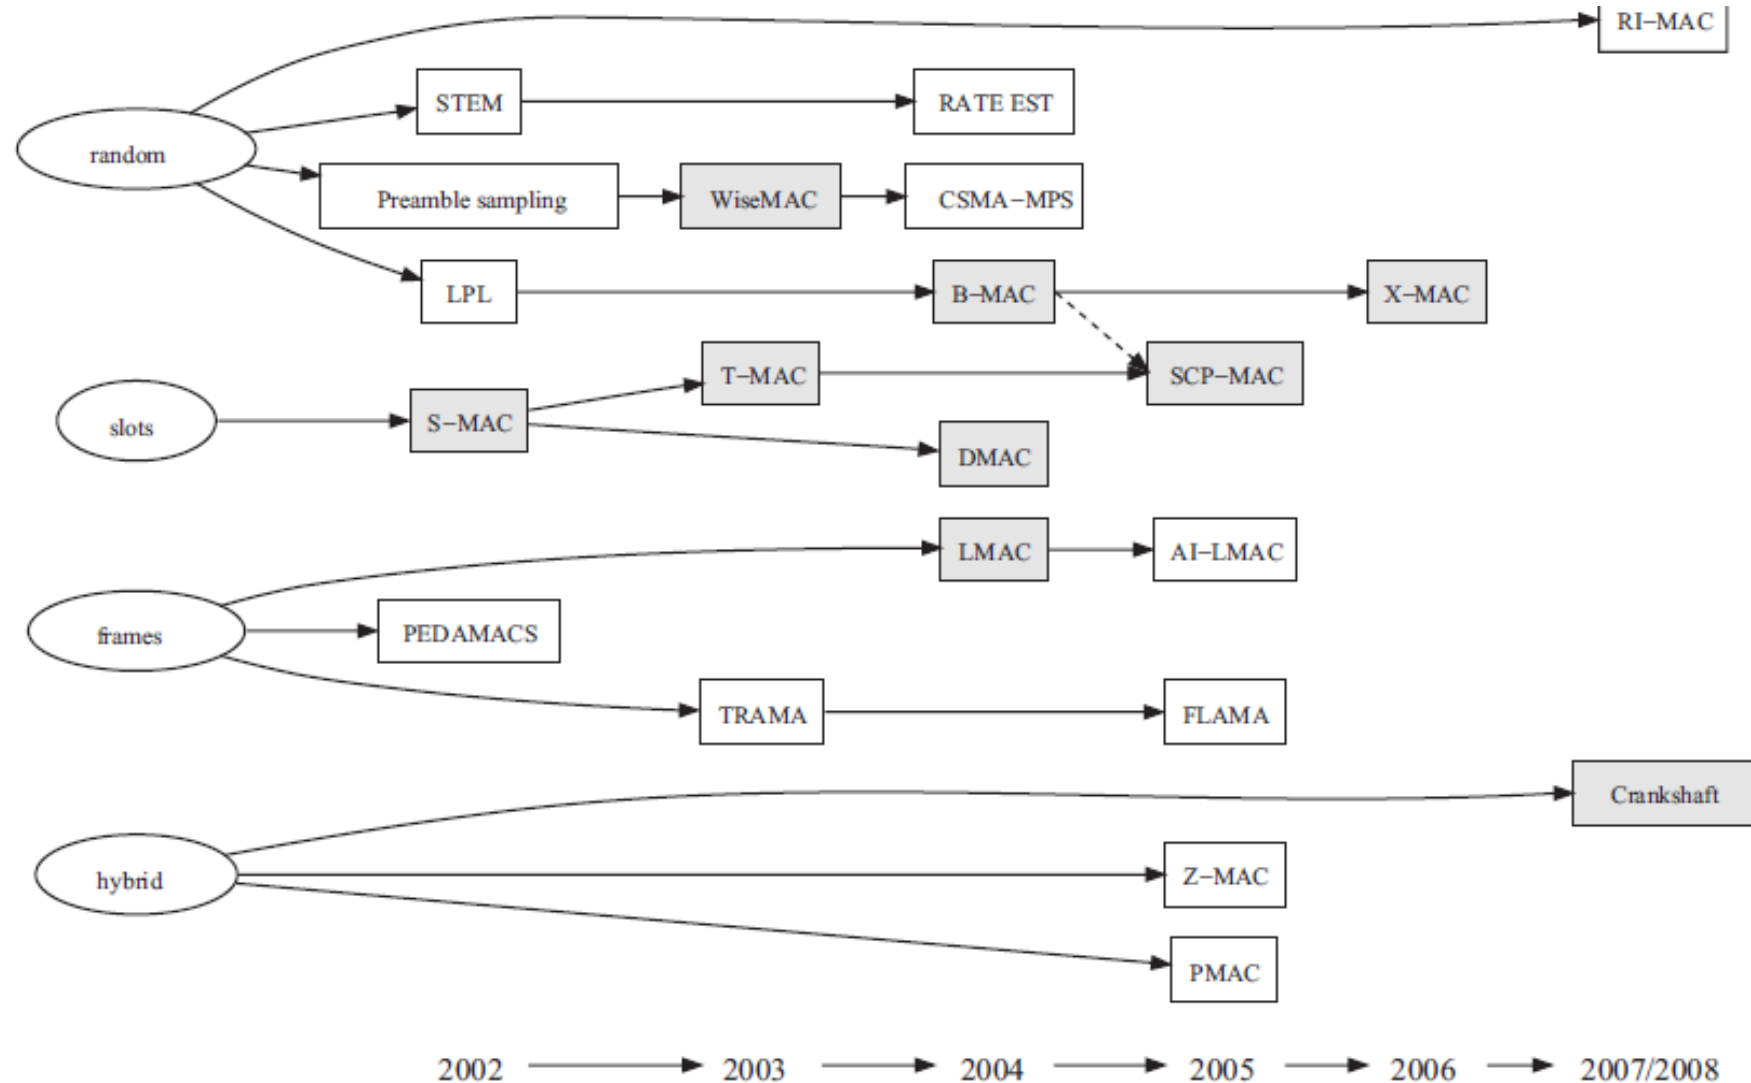 RI−MAC
STEM
RATE EST
random
Preamble sampling
WiseMAC
CSMA−MPS
LPL
B−MAC
X−MAC
T−MAC
SCP−MAC
slots
S−MAC
DMAC
LMAC
AI−LMAC
frames
PEDAMACS
TRAMA
FLAMA
Crankshaft
hybrid
Z−MAC
PMAC
2002 2003 2004 2005 2006 2007/2008